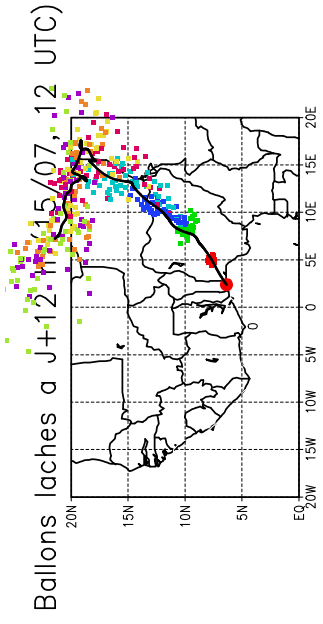 Ballons laches a J+12 (15/07, 12 UTC)
20N
15N
10N
5N
EQ
20W
15W
10W
5W
0
5E
10E
15E
20E
0